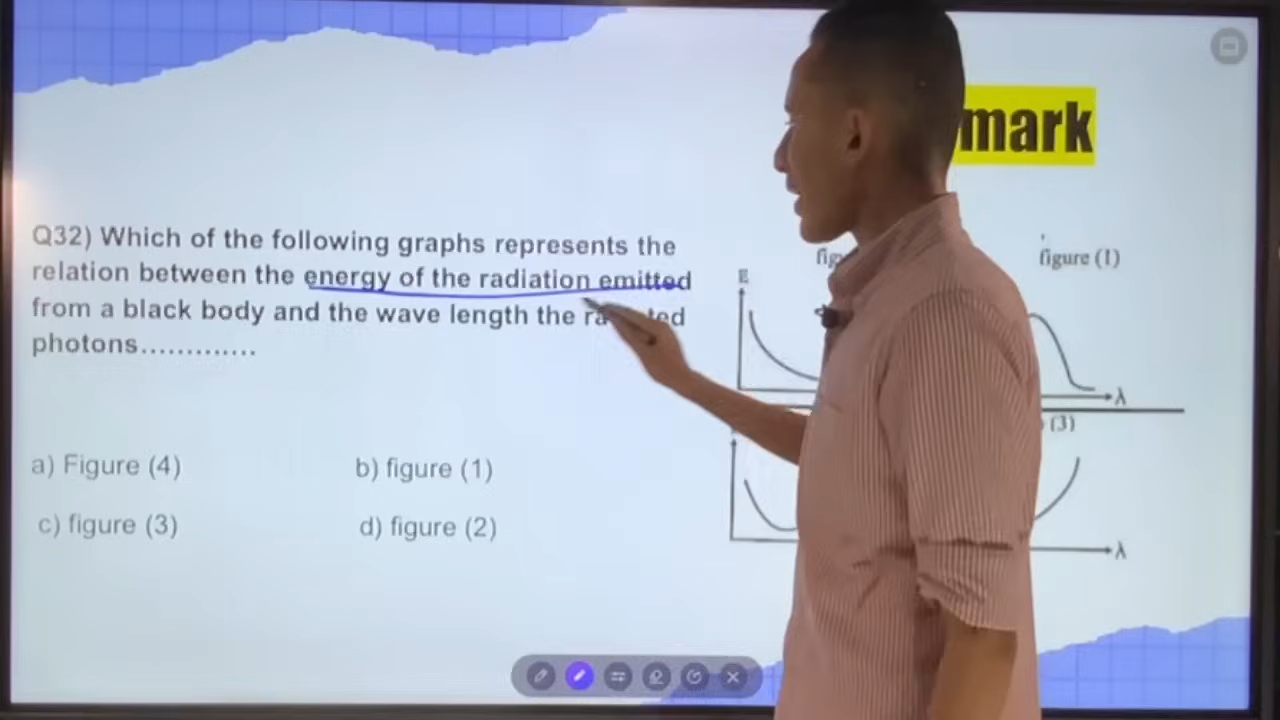 mark
Q32) Which of the following graphs represents the
relation between the energy of the radiation emitted
from a black body and the wave length the
photons.............
a) Figure (4)
b) figure (1)
c) figure (3)
d) figure (2)
figure (1)
E
λ
(3)
λ